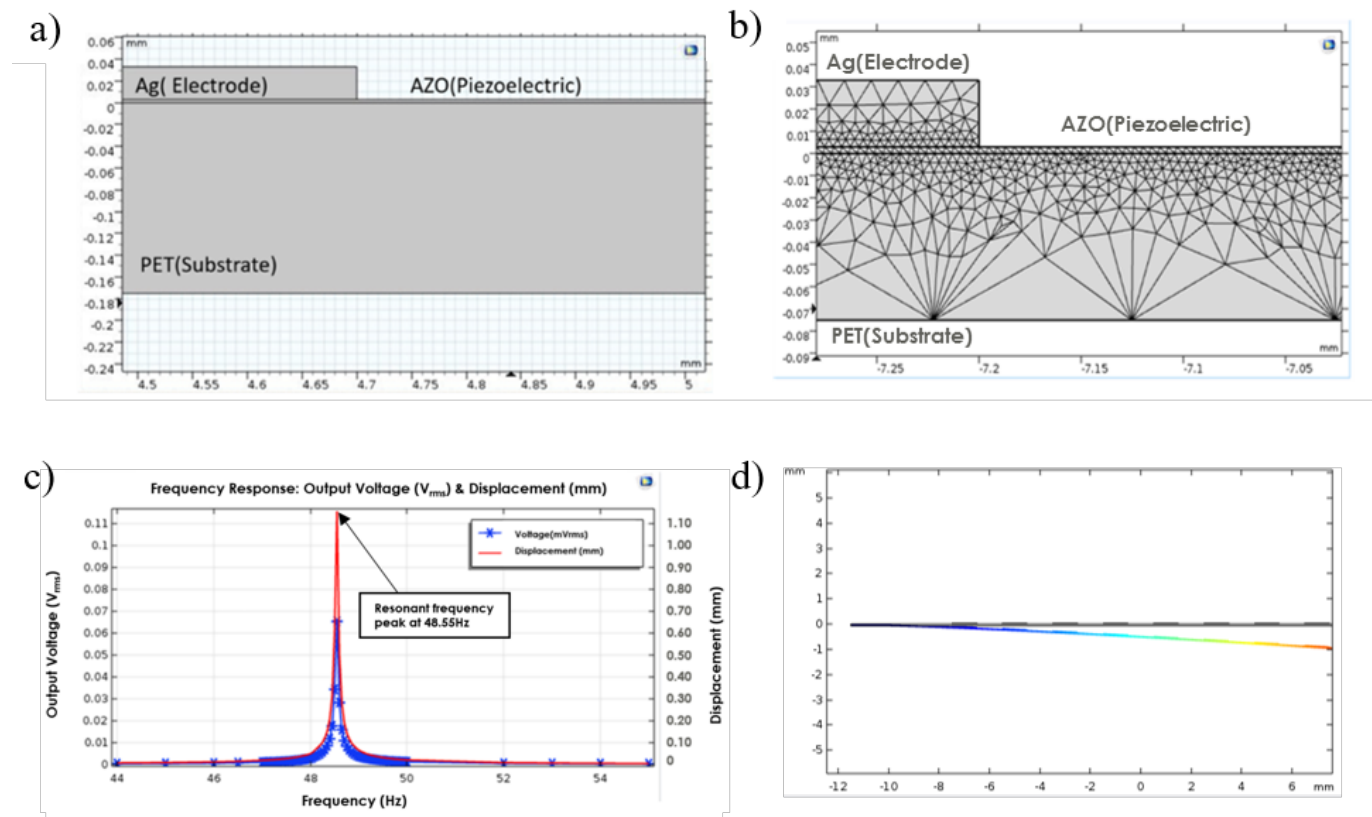 a)
mm
0.06
0.04
0.02
0
-0.02
-0.04
-0.06
-0.08
-0.1
-0.12
-0.14
-0.16
-0.18
-0.2
-0.22
-0.24
Ag( Electrode)
AZO(Piezoelectric)
PET(Substrate)
mm
4.5 4.55 4.6 4.65 4.7 4.75 4.8 4.85 4.9 4.95 5
b)
mm
0.05
0.04
0.03
0.02
0.01
0
-0.01
-0.02
-0.03
-0.04
-0.05
-0.06
-0.07
-0.08
-0.09
Ag(Electrode)
AZO(Piezoelectric)
PET(Substrate)
mm
-7.25 -7.2 -7.15 -7.1 -7.05
c)
Frequency Response: Output Voltage (Vrms) & Displacement (mm)
Output Voltage (Vrms)
0.11
0.1
0.09
0.08
0.07
0.06
0.05
0.04
0.03
0.02
0.01
0
Voltage(mVrms)
Displacement (mm)
Resonant frequency
peak at 48.55Hz
1.10
1.00
0.90
0.80
0.70
0.60
0.50
0.40
0.30
0.20
0.10
0
Displacement (mm)
44 46 48 50 52 54
Frequency (Hz)
d)
mm
5
4
3
2
1
0
-1
-2
-3
-4
-5
-12 -10 -8 -6 -4 -2 0 2 4 6 mm